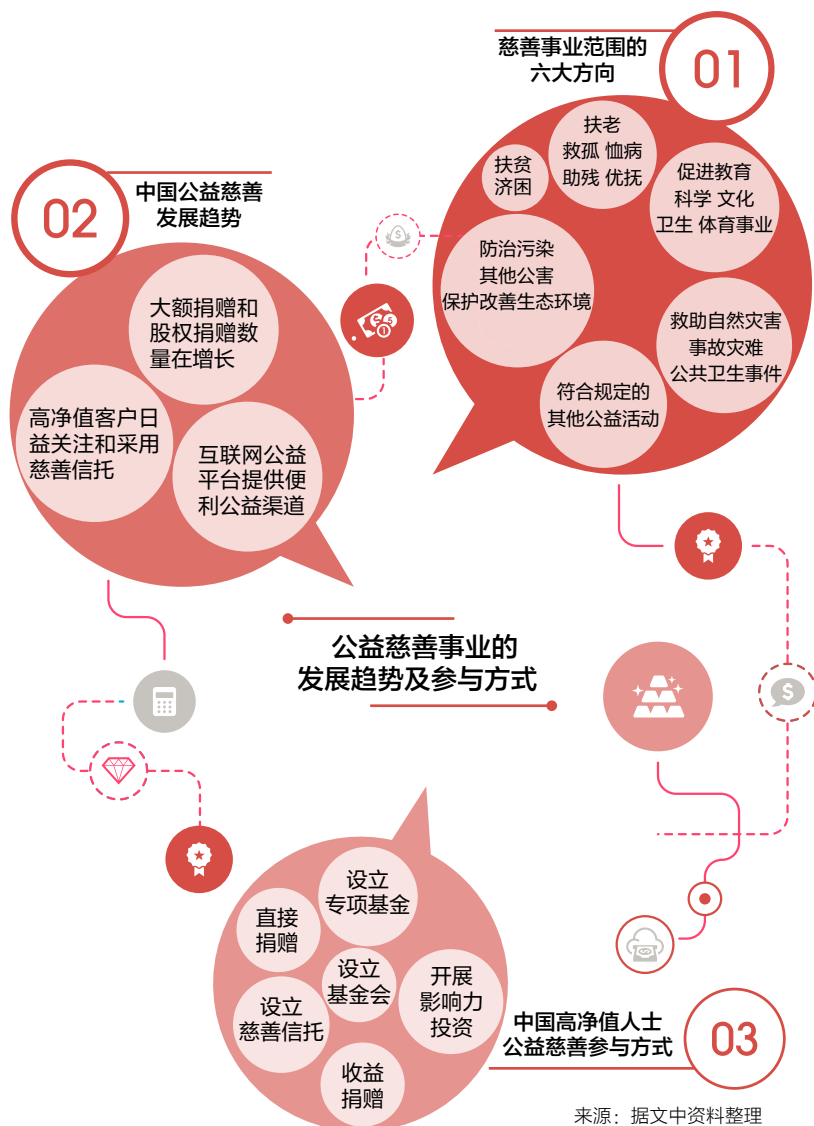 慈善事业范围的
六大方向
01
扶贫
济困
扶老
救孤 恤病
助残 优抚
促进教育
科学 文化
卫生 体育事业
防治污染
其他公害
保护改善生态环境
救助自然灾害
事故灾难
公共卫生事件
符合规定的
其他公益活动
02
中国公益慈善
发展趋势
大额捐赠和
股权捐赠数
量在增长
高净值客户日
益关注和采用
慈善信托
互联网公益
平台提供便
利公益渠道
公益慈善事业的
发展趋势及参与方式
设立
专项基金
直接
捐赠
设立
基金会
开展
影响力
投资
设立
慈善信托
收益
捐赠
中国高净值人士
公益慈善参与方式
03
来源：据文中资料整理